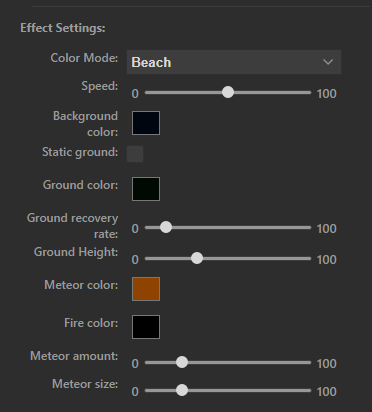 Effect Settings:
Color Mode: Beach
Speed: 0 100
Background
color:
Static ground:
Ground color:
Ground recovery
rate: 0 100
Ground Height: 0 100
Meteor color:
Fire color:
Meteor amount: 0 100
Meteor size: 0 100